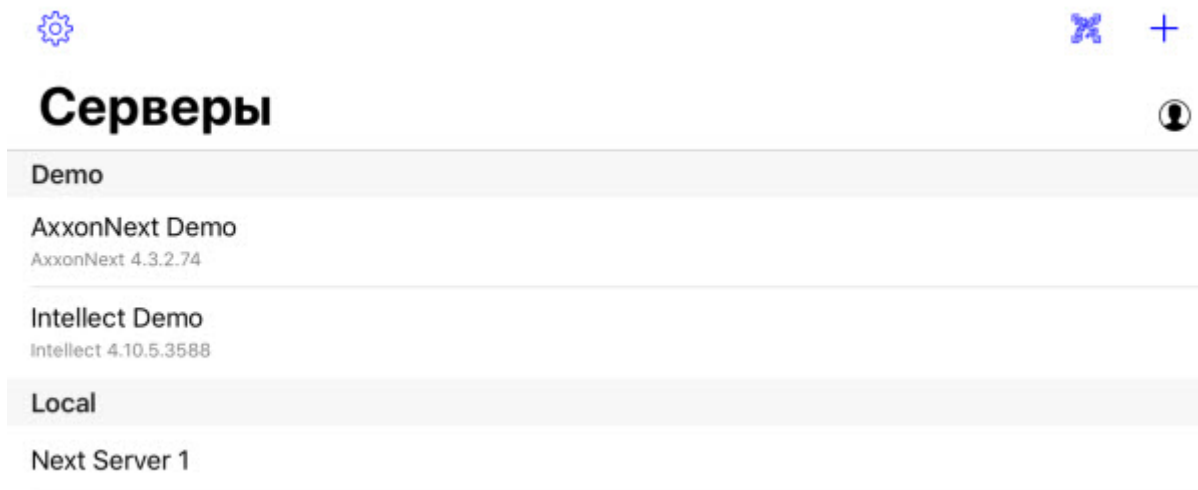 Серверы
Demo
AxxonNext Demo
AxxonNext 4.3.2.74
Intellect Demo
Intellect 4.10.5.3588
Local
Next Server 1